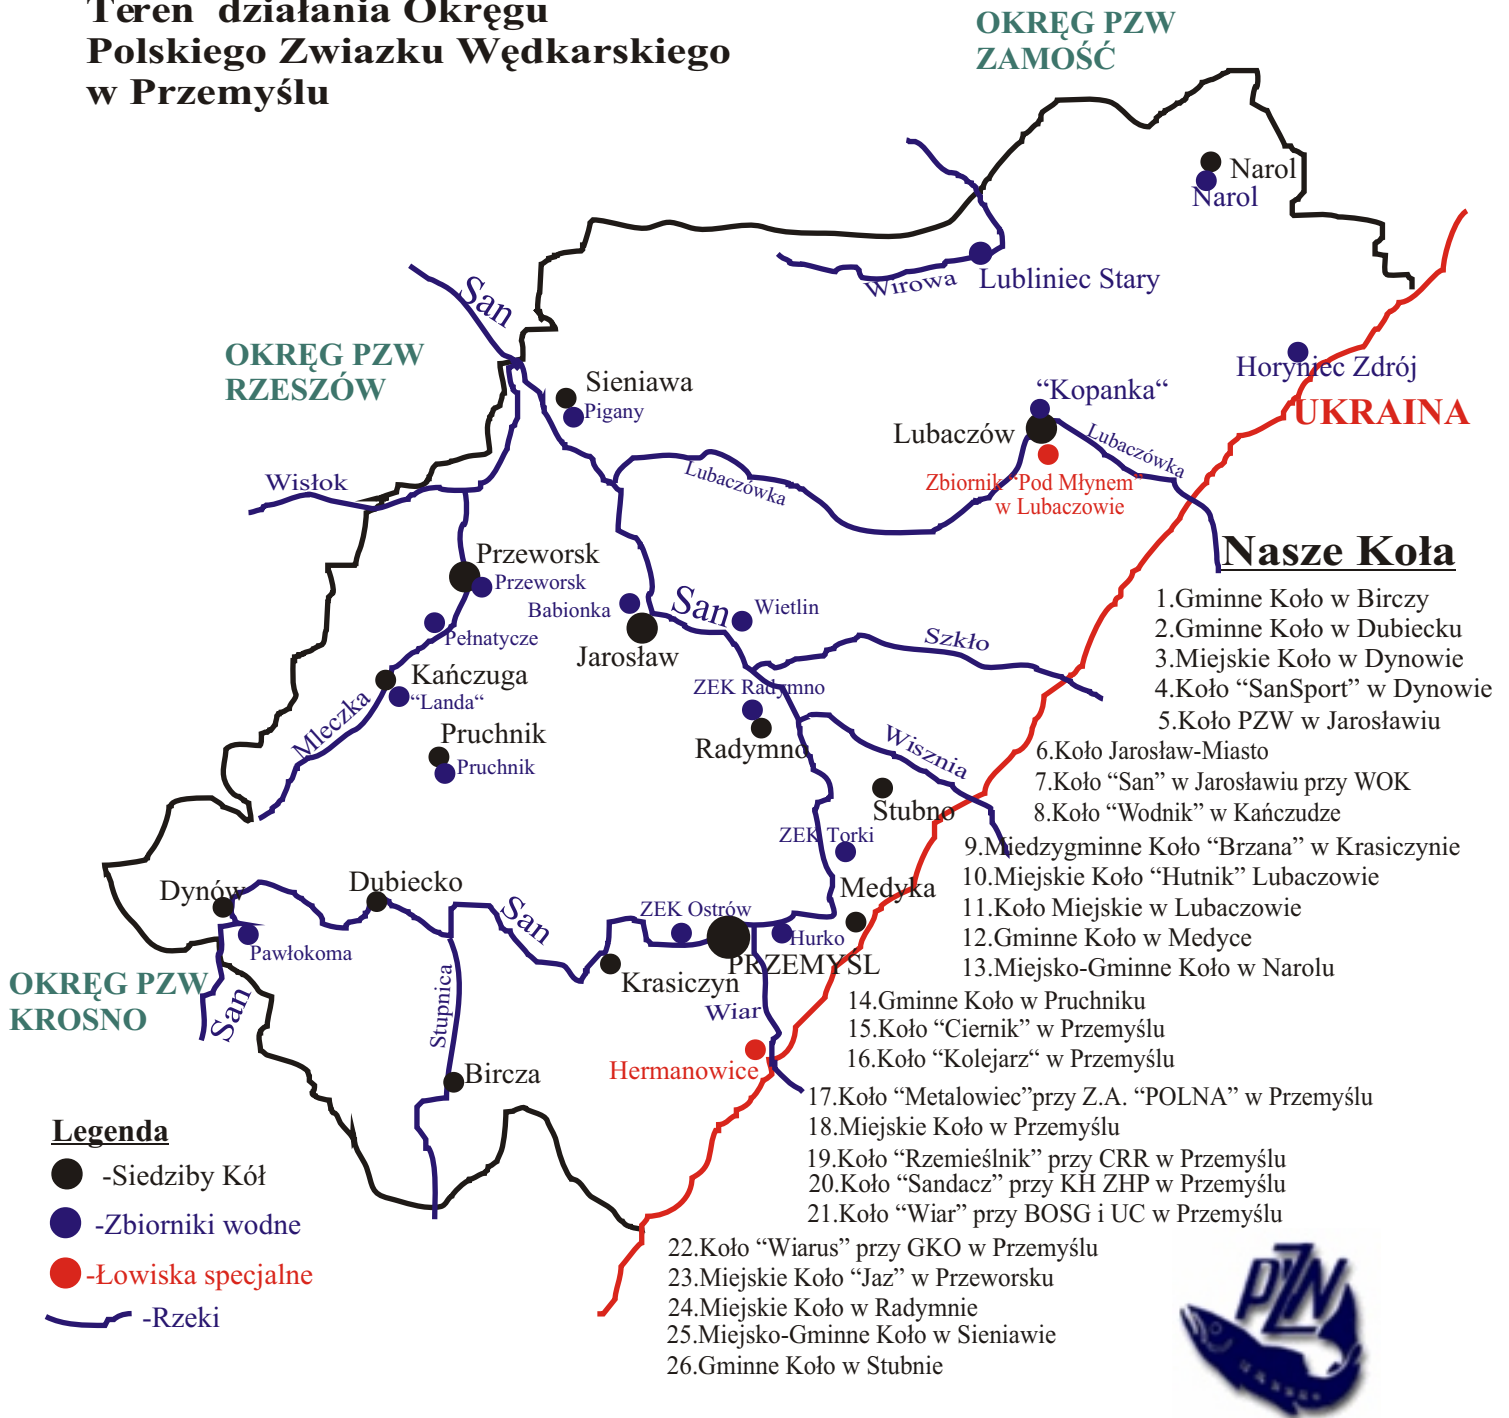 Teren działania Okręgu
Polskiego Zwiazku Wędkarskiego
w Przemyślu
OKRĘG PZW
ZAMOŚĆ
Narol
Narol
Wirowa
Lubliniec Stary
San
OKRĘG PZW
RZESZÓW
Sieniawa
Pigany
Horyniec Zdrój
UKRAINA
“Kopanka“
Lubaczów
Lubaczówka
Lubaczówka
Zbiornik “Pod Młynem“
w Lubaczowie
Wisłok
Przeworsk
Przeworsk
Babionka
Pełnatycze
Jarosław
San
Wietlin
Szkło
Kańczuga
“Landa“
Mleczka
ZEK Radymno
Radymno
Wisznia
Pruchnik
Pruchnik
Stubno
ZEK Torki
Medyka
Dynów
Dubiecko
San
ZEK Ostrów
Hurko
Pawłokoma
Krasiczyn
PRZEMYSL
OKRĘG PZW
KROSNO
San
Stupnica
Wiar
Bircza
Hermanowice
Nasze Koła
1.Gminne Koło w Birczy
2.Gminne Koło w Dubiecku
3.Miejskie Koło w Dynowie
4.Koło “SanSport” w Dynowie
5.Koło PZW w Jarosławiu
6.Koło Jarosław-Miasto
7.Koło “San” w Jarosławiu przy WOK
8.Koło “Wodnik” w Kańczudze
9.Miedzygminne Koło “Brzana” w Krasiczynie
10.Miejskie Koło “Hutnik” Lubaczowie
11.Koło Miejskie w Lubaczowie
12.Gminne Koło w Medyce
13.Miejsko-Gminne Koło w Narolu
14.Gminne Koło w Pruchniku
15.Koło “Ciernik” w Przemyślu
16.Koło “Kolejarz“ w Przemyślu
17.Koło “Metalowiec”przy Z.A. “POLNA” w Przemyślu
18.Miejskie Koło w Przemyślu
19.Koło “Rzemieślnik” przy CRR w Przemyślu
20.Koło “Sandacz” przy KH ZHP w Przemyślu
21.Koło “Wiar” przy BOSG i UC w Przemyślu
22.Koło “Wiarus” przy GKO w Przemyślu
23.Miejskie Koło “Jaz” w Przeworsku
24.Miejskie Koło w Radymnie
25.Miejsko-Gminne Koło w Sieniawie
26.Gminne Koło w Stubnie
Legenda
-Siedziby Kół
-Zbiorniki wodne
-Łowiska specjalne
-Rzeki
PZW